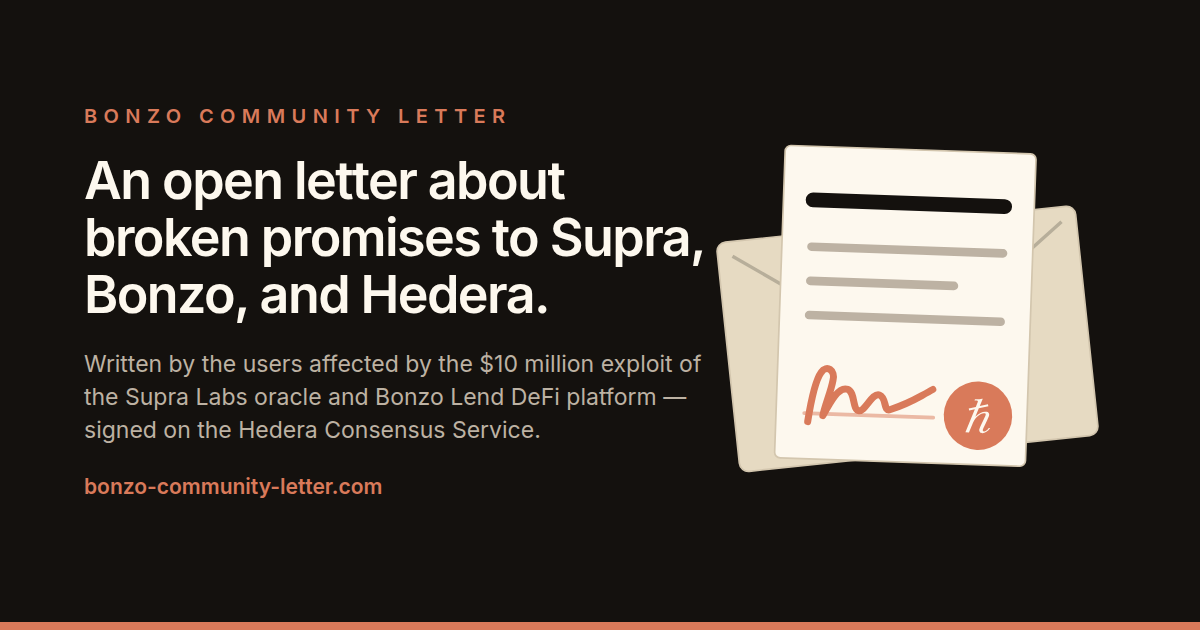 BONZO COMMUNITY LETTER
An open letter about
broken promises to Supra,
Bonzo, and Hedera.
Written by the users affected by the $10 million exploit of
the Supra Labs oracle and Bonzo Lend DeFi platform —
signed on the Hedera Consensus Service.
bonzo-community-letter.com
ℏ